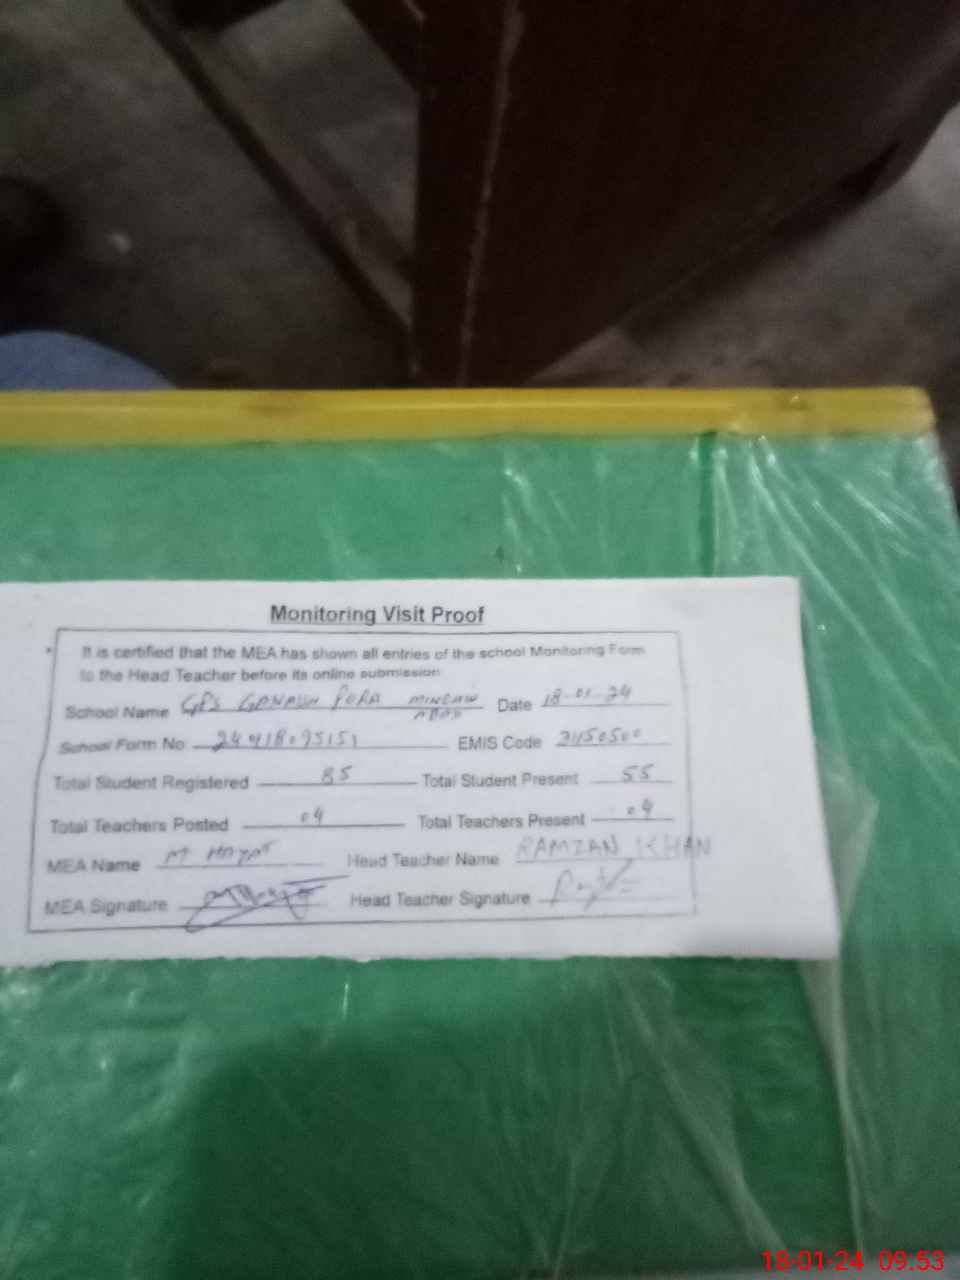 Monitoring Visit Proof
It is certified that the MEA has shown all entries of the school Monitoring Form
to the Head Teacher before its online submission
School Name GPS PURA Date 18-01-24
School Form No EMIS Code
Total Student Registered 85 Total Student Present 55
Total Teachers Posted 04 Total Teachers Present 04
MEA Name M HAYAT Head Teacher Name RAMZAN KHAN
MEA Signature Head Teacher Signature
18-01-24 09.53